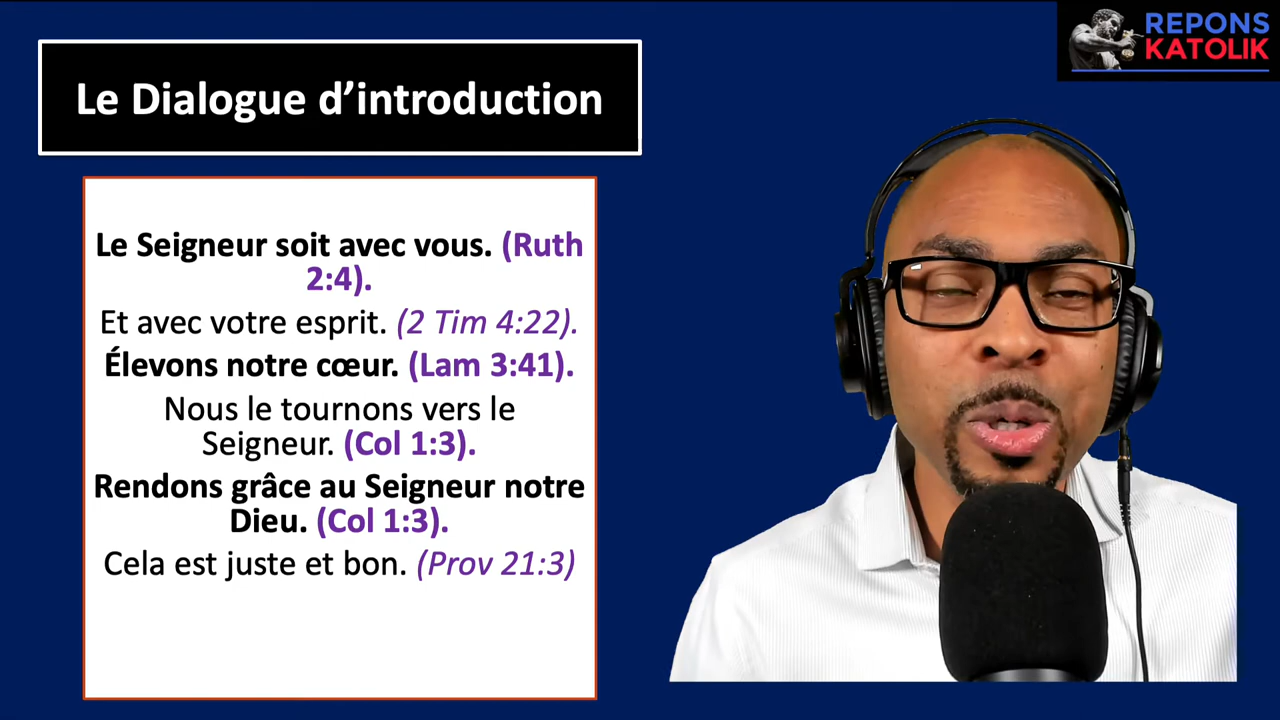 REPONS
KATOLIK
Le Dialogue d’introduction
Le Seigneur soit avec vous. (Ruth
2:4).
Et avec votre esprit. (2 Tim 4:22).
Élevons notre cœur. (Lam 3:41).
Nous le tournons vers le
Seigneur. (Col 1:3).
Rendons grâce au Seigneur notre
Dieu. (Col 1:3).
Cela est juste et bon. (Prov 21:3)